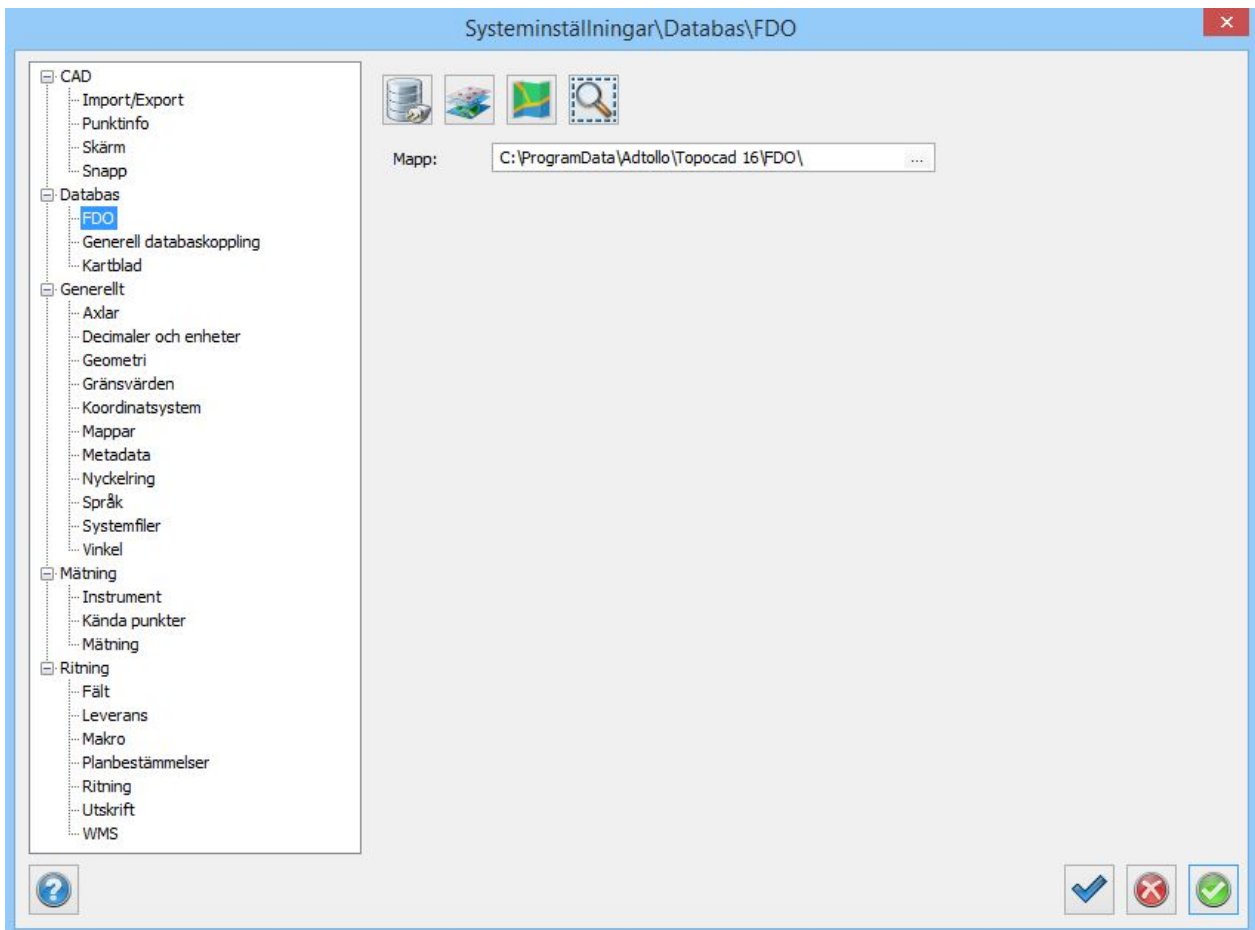 Systeminställningar\Databas\FDO
CAD
Import/Export
Punktinfo
Skärm
Snapp
Databas
FDO
Generell databaskoppling
Kartblad
Generellt
Axlar
Decimaler och enheter
Geometri
Gränsvärden
Koordinatsystem
Mappar
Metadata
Nyckelring
Språk
Systemfiler
Vinkel
Mätning
Instrument
Kända punkter
Mätning
Ritning
Fält
Leverans
Makro
Planbestämmelser
Ritning
Utskrift
WMS
Mapp: C:\ProgramData\Adtollo\Topocad 16\FDO\ ...